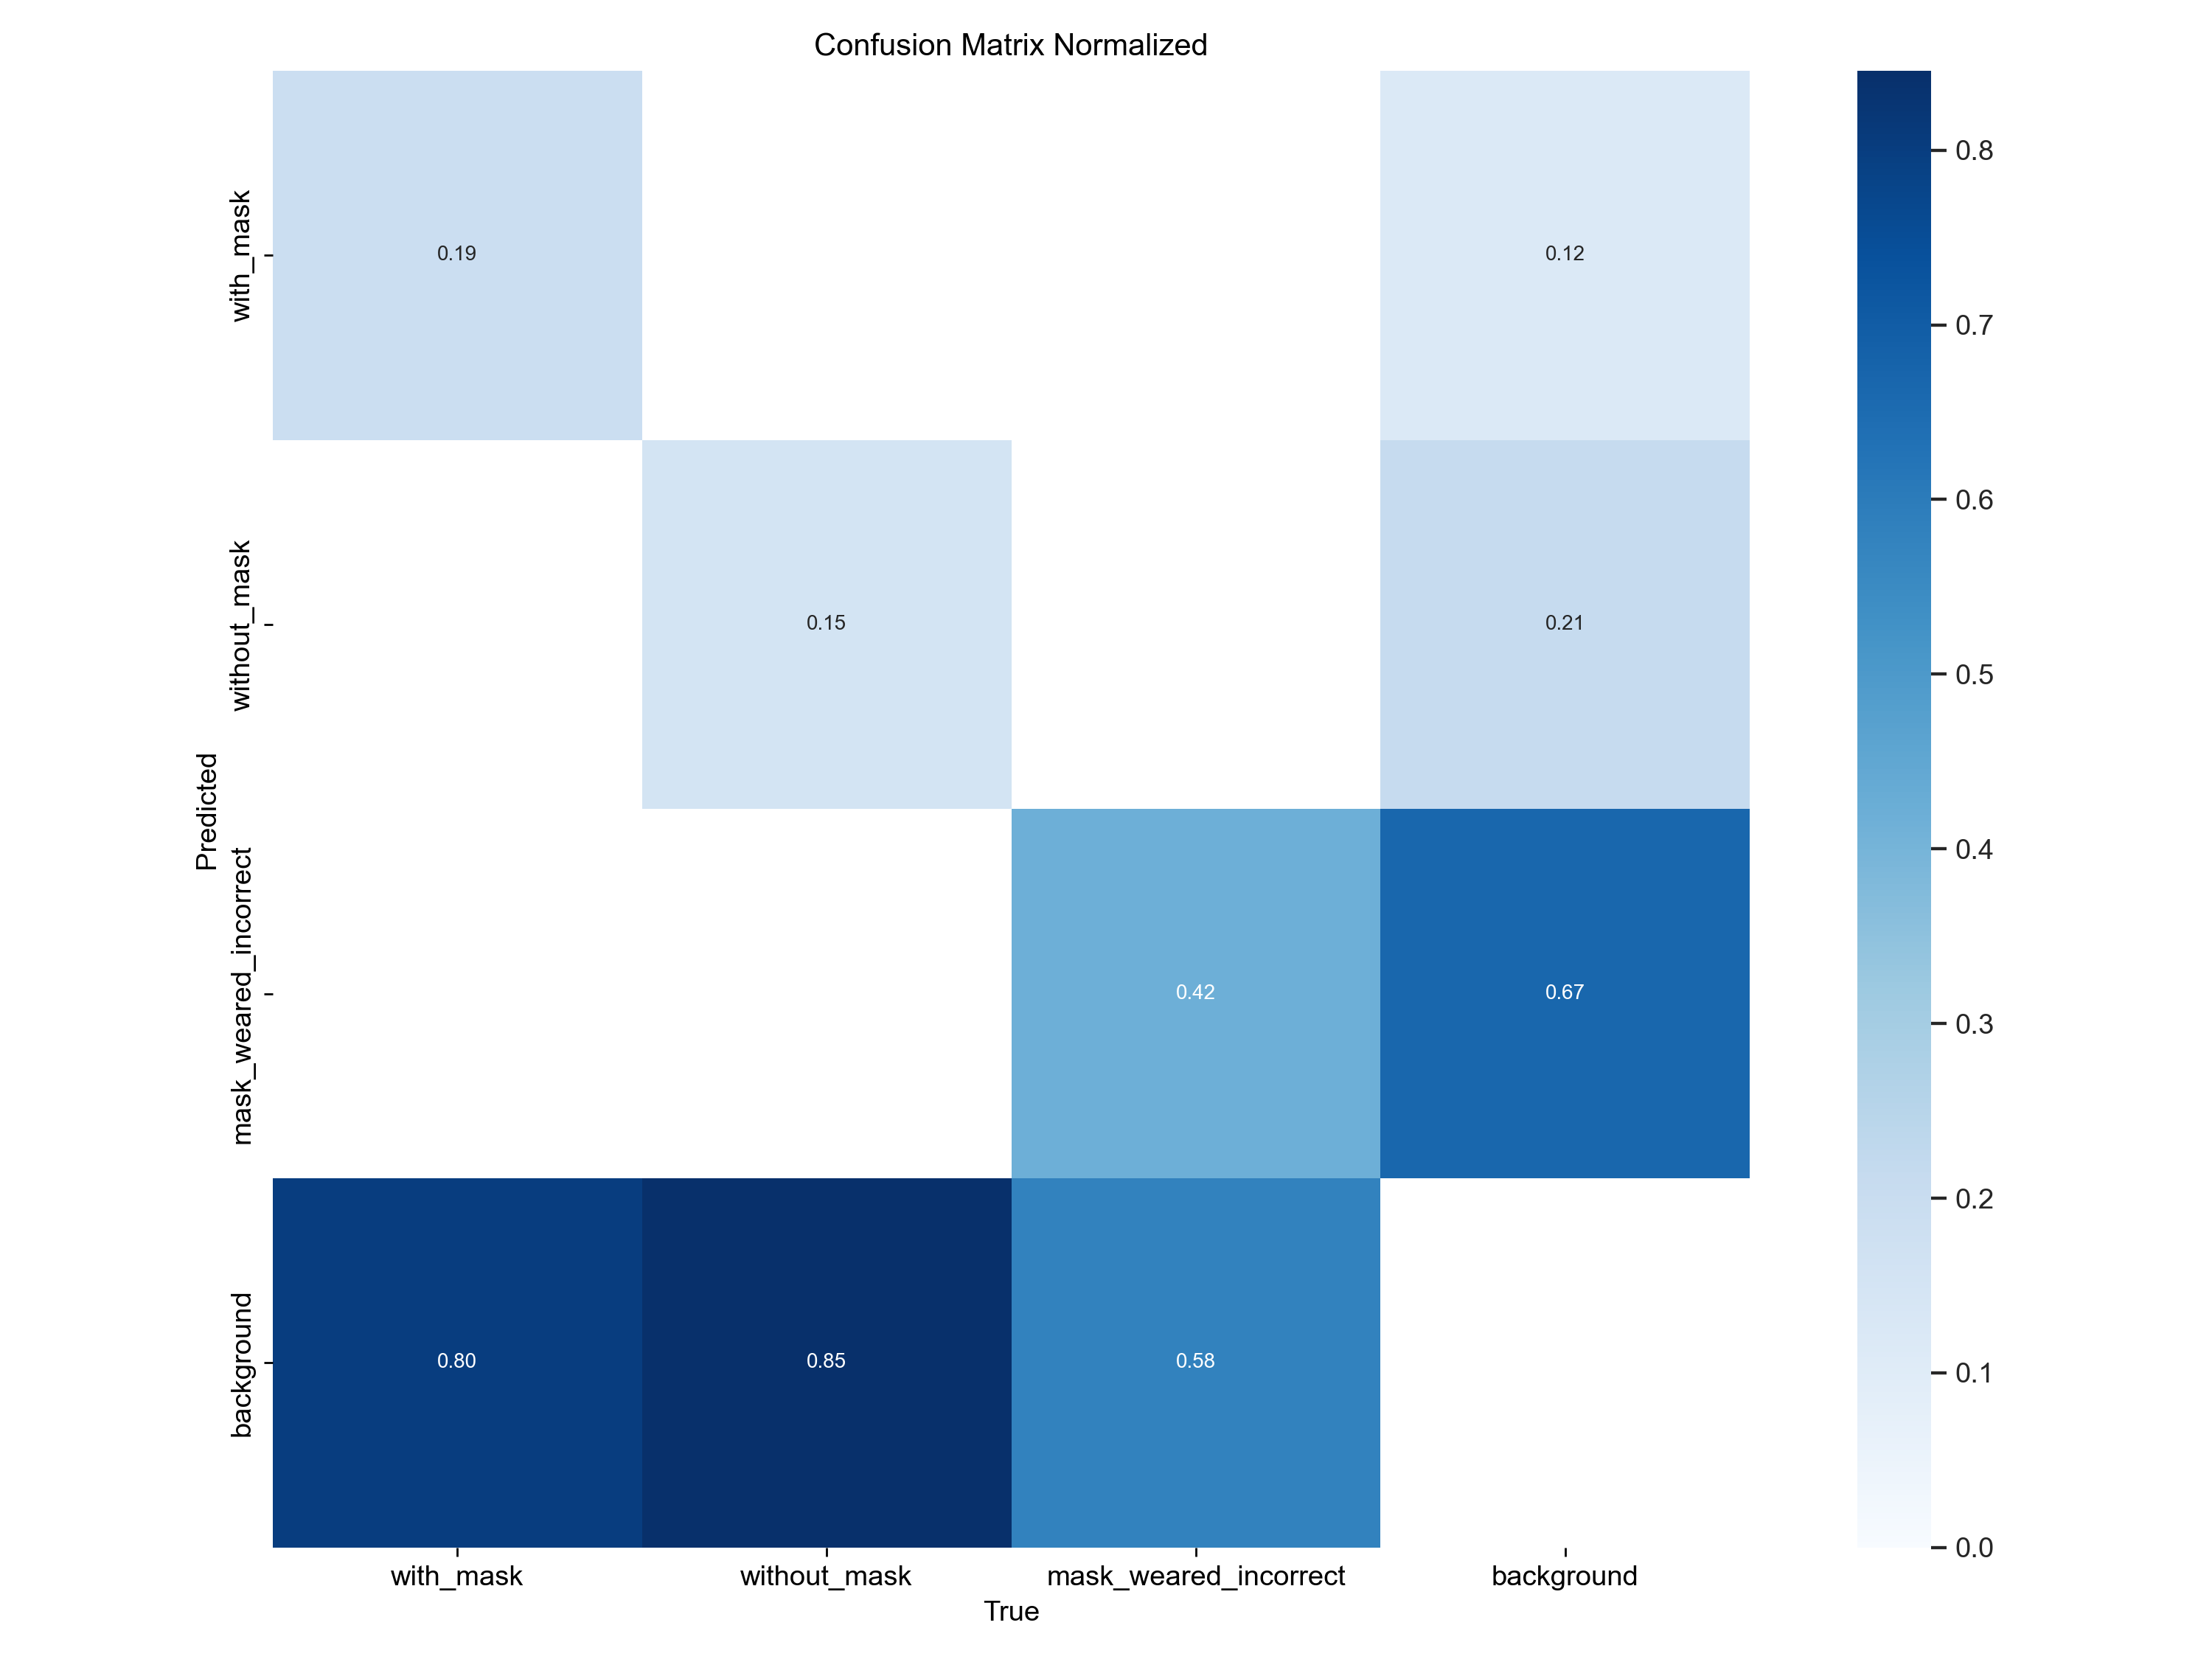 Confusion Matrix Normalized
with_mask
0.19
0.12
without_mask
0.15
0.21
mask_weared_incorrect
0.42
0.67
background
0.80
0.85
0.58
Predicted
with_mask
without_mask
mask_weared_incorrect
background
True
0.8
0.7
0.6
0.5
0.4
0.3
0.2
0.1
0.0